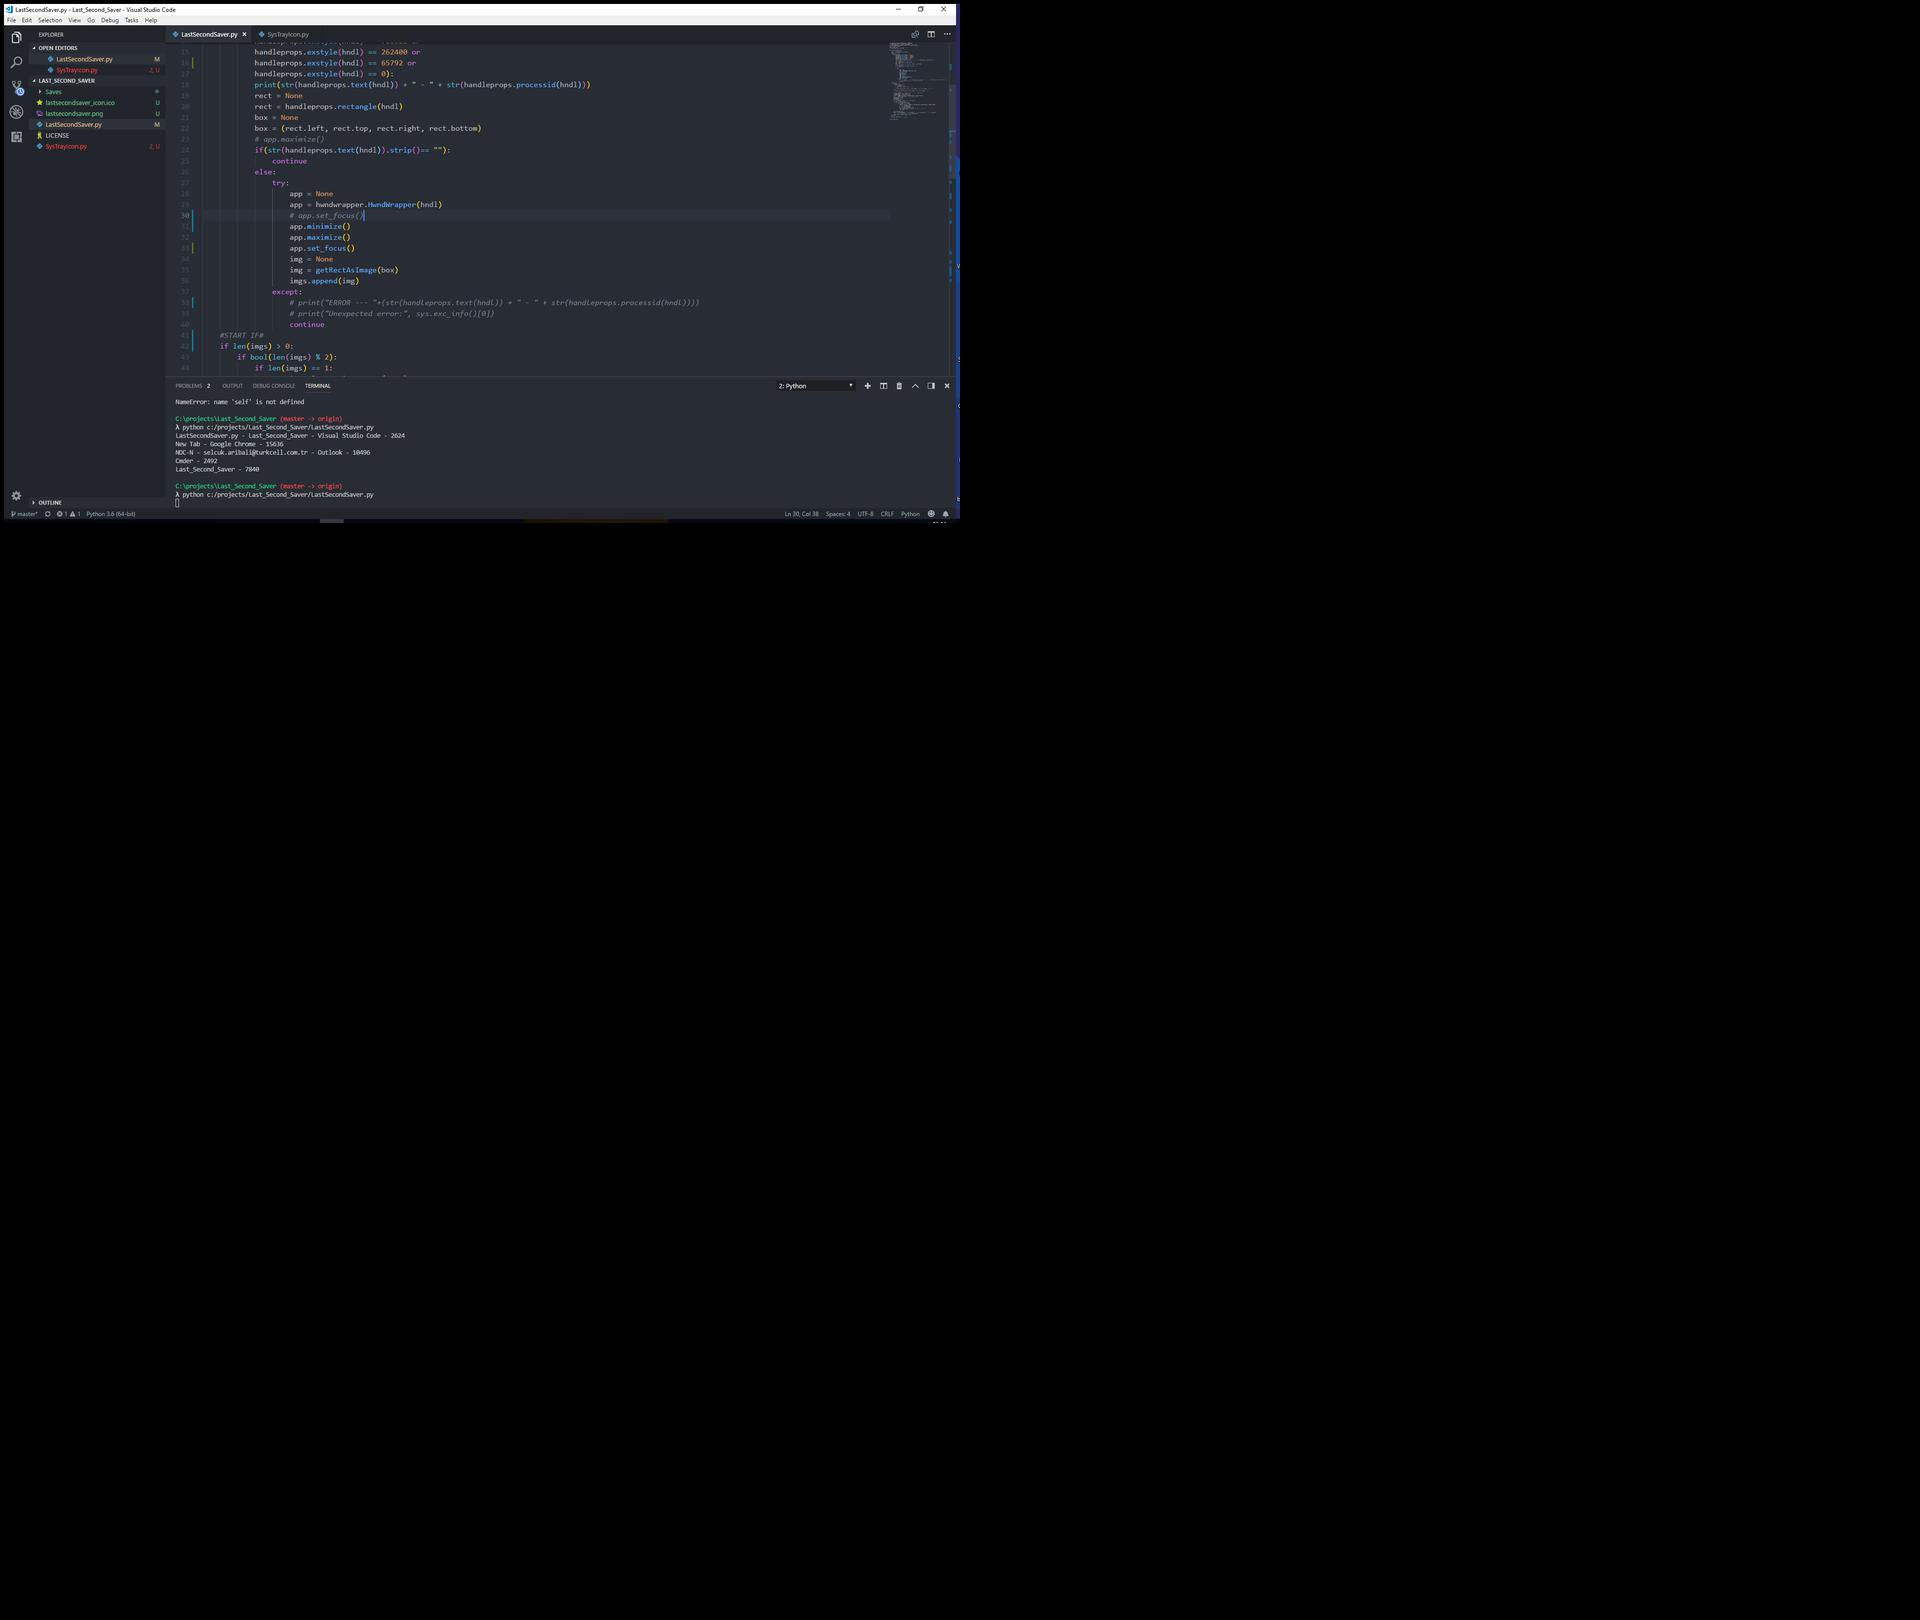 LastSecondSaver.py - Last_Second_Saver - Visual Studio Code
File Edit Selection View Go Debug Tasks Help
EXPLORER
OPEN EDITORS
LastSecondSaver.py M
SysTrayIcon.py 2, U
LAST_SECOND_SAVER
Saves
lastsecondsaver_icon.ico U
lastsecondsaver.png U
LastSecondSaver.py M
LICENSE
SysTrayIcon.py 2, U
OUTLINE
LastSecondSaver.py SysTrayIcon.py
15 handleprops.exstyle(hndl) == 262400 or
16 handleprops.exstyle(hndl) == 65792 or
17 handleprops.exstyle(hndl) == 0):
18 print(str(handleprops.text(hndl)) + " - " + str(handleprops.processid(hndl)))
19 rect = None
20 rect = handleprops.rectangle(hndl)
21 box = None
22 box = (rect.left, rect.top, rect.right, rect.bottom)
23 # app.maximize()
24 if(str(handleprops.text(hndl)).strip()== ""):
25 continue
26 else:
27 try:
28 app = None
29 app = hwndwrapper.HwndWrapper(hndl)
30 # app.set_focus()
31 app.minimize()
32 app.maximize()
33 app.set_focus()
34 img = None
35 img = getRectAsImage(box)
36 imgs.append(img)
37 except:
38 # print("ERROR --- "+(str(handleprops.text(hndl)) + " - " + str(handleprops.processid(hndl))))
39 # print("Unexpected error:", sys.exc_info()[0])
40 continue
41 #START IF#
42 if len(imgs) > 0:
43 if bool(len(imgs) % 2):
44 if len(imgs) == 1:
PROBLEMS 2 OUTPUT DEBUG CONSOLE TERMINAL 2: Python
NameError: name 'self' is not defined
C:\projects\Last_Second_Saver (master -> origin)
λ python c:/projects/Last_Second_Saver/LastSecondSaver.py
LastSecondSaver.py - Last_Second_Saver - Visual Studio Code - 2624
New Tab - Google Chrome - 15636
NDC-N - selcuk.aribali@turkcell.com.tr - Outlook - 10496
Cmder - 2492
Last_Second_Saver - 7840
C:\projects\Last_Second_Saver (master -> origin)
λ python c:/projects/Last_Second_Saver/LastSecondSaver.py
master* 1 1 Python 3.6 (64-bit) Ln 30, Col 38 Spaces: 4 UTF-8 CRLF Python